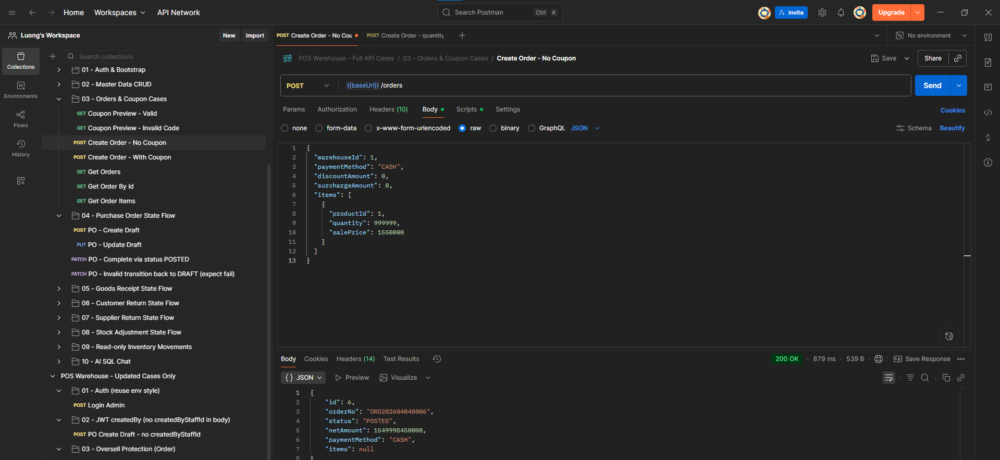 Home
Workspaces
API Network
Search Postman
Ctrl K
Invite
Upgrade
Luong's Workspace
New
Import
POST Create Order - No Cou
POST Create Order - quantity
No environment
Collections
Environments
Flows
History
Search collections
01 - Auth & Bootstrap
02 - Master Data CRUD
03 - Orders & Coupon Cases
GET Coupon Preview - Valid
GET Coupon Preview - Invalid Code
POST Create Order - No Coupon
POST Create Order - With Coupon
GET Get Orders
GET Get Order By Id
GET Get Order Items
04 - Purchase Order State Flow
POST PO - Create Draft
PUT PO - Update Draft
PATCH PO - Complete via status POSTED
PATCH PO - Invalid transition back to DRAFT (expect fail)
05 - Goods Receipt State Flow
06 - Customer Return State Flow
07 - Supplier Return State Flow
08 - Stock Adjustment State Flow
09 - Read-only Inventory Movements
10 - AI SQL Chat
POS Warehouse - Updated Cases Only
01 - Auth (reuse env style)
POST Login Admin
02 - JWT createdBy (no createdByStaffId in body)
POST PO Create Draft - no createdByStaffId
03 - Oversell Protection (Order)
HTTP POS Warehouse - Full API Cases / 03 - Orders & Coupon Cases / Create Order - No Coupon
Save
Share
POST
{{baseUrl}} /orders
Send
Params
Authorization
Headers (10)
Body
Scripts
Settings
Cookies
none
form-data
x-www-form-urlencoded
raw
binary
GraphQL
JSON
Schema
Beautify
1 {
2 "warehouseId": 1,
3 "paymentMethod": "CASH",
4 "discountAmount": 0,
5 "surchargeAmount": 0,
6 "items": [
7 {
8 "productId": 1,
9 "quantity": 999999,
10 "salePrice": 1550000
11 }
12 ]
13 }
Body
Cookies
Headers (14)
Test Results
200 OK
879 ms
539 B
e.g. Save Response
{} JSON
Preview
Visualize
1 {
2 "id": 6,
3 "orderNo": "ORD202604040006",
4 "status": "POSTED",
5 "netAmount": 1549998450000,
6 "paymentMethod": "CASH",
7 "items": null
8 }